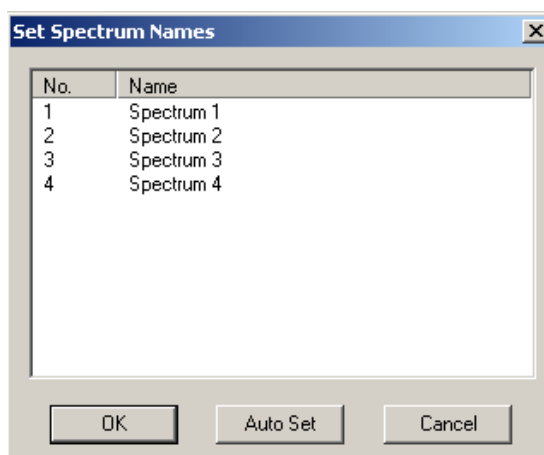 Set Spectrum Names
No. Name
1 Spectrum 1
2 Spectrum 2
3 Spectrum 3
4 Spectrum 4
OK Auto Set Cancel